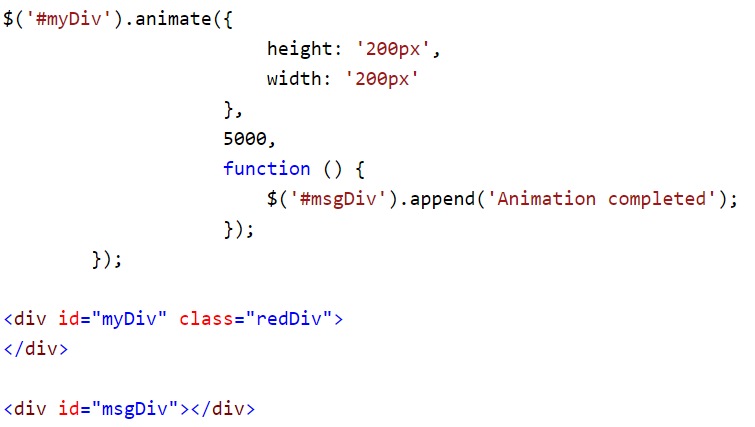 $('#myDiv').animate({
height: '200px',
width: '200px'
},
5000,
function () {
$('#msgDiv').append('Animation completed');
});
});
<div id="myDiv" class="redDiv">
</div>
<div id="msgDiv"></div>